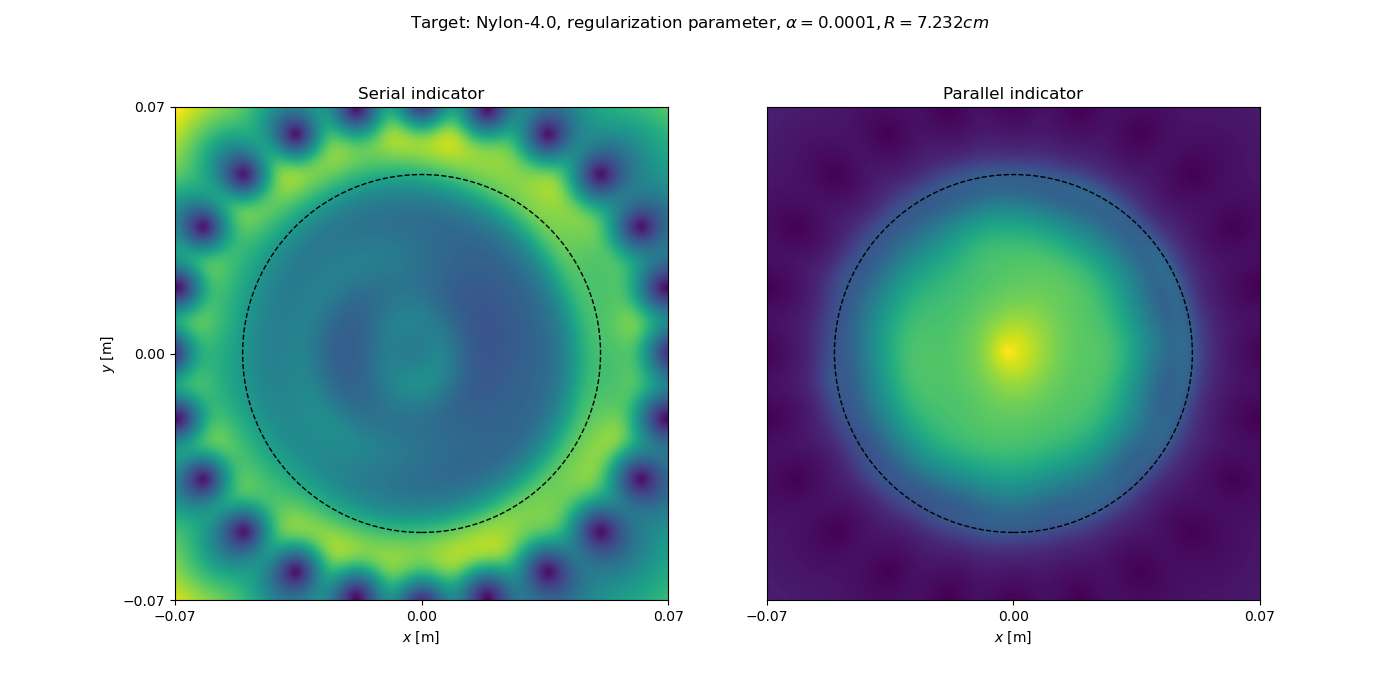 Target: Nylon-4.0, regularization parameter, α = 0.0001, R = 7.232cm
Serial indicator
Parallel indicator
0.07
0.00
−0.07
y [m]
−0.07
0.00
0.07
x [m]
−0.07
0.00
0.07
x [m]